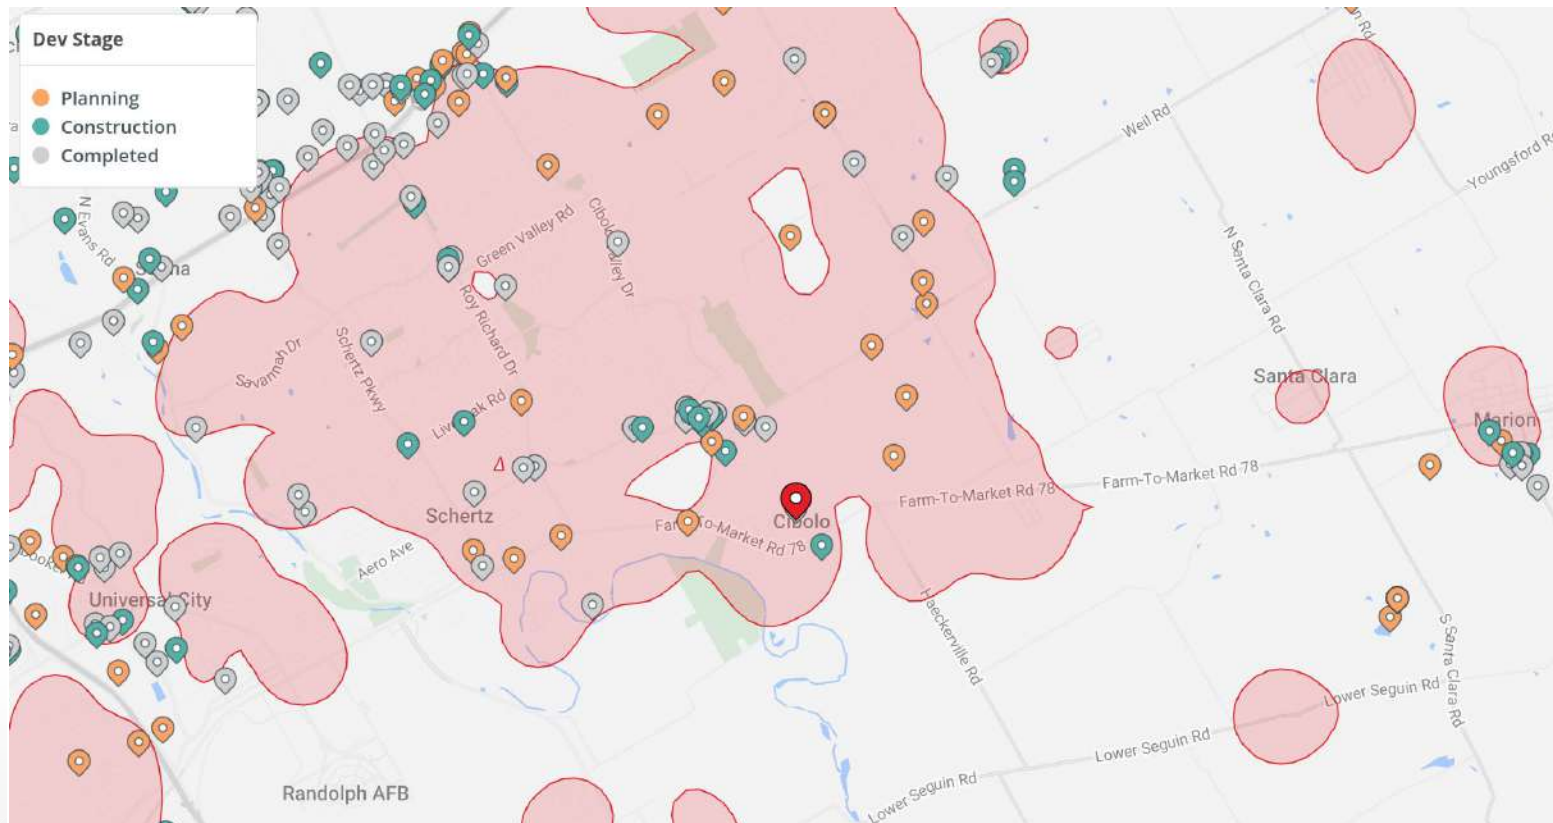 Dev Stage
Planning
Construction
Completed
n Rd
Weil Rd
Youngsford R
N Evans Rd
Green Valley Rd
Cibolo Valley Dr
N Santa Clara Rd
Roy Richard Dr
Schertz Pkwy
Savannah Dr
Santa Clara
Marion
Farm-To-Market Rd 78
Farm-To-Market Rd 78
Schertz
Cibolo
Farm-To-Market Rd 78
Aero Ave
Universal City
Haeckerville Rd
S Santa Clara Rd
Lower Seguin Rd
Lower Seguin Rd
Lower Seguin Rd
Randolph AFB